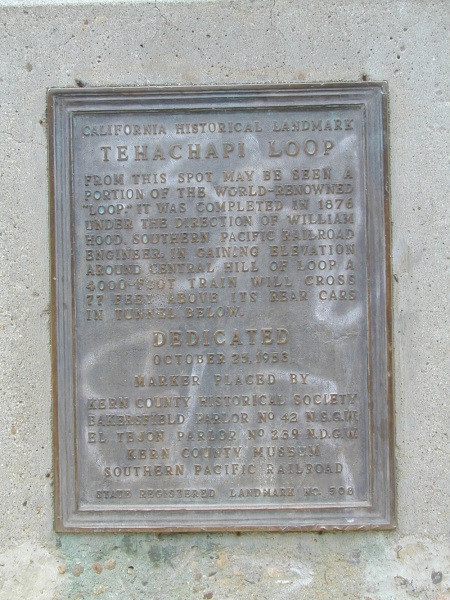 CALIFORNIA HISTORICAL LANDMARK
TEHACHAPI LOOP
FROM THIS SPOT MAY BE SEEN A
PORTION OF THE WORLD-RENOWNED
"LOOP." IT WAS COMPLETED IN 1876
UNDER THE DIRECTION OF WILLIAM
HOOD, SOUTHERN PACIFIC RAILROAD
ENGINEER. IN GAINING ELEVATION
AROUND CENTRAL HILL OF LOOP A
4000-FOOT TRAIN WILL CROSS
77 FEET ABOVE ITS REAR CARS
IN TUNNEL BELOW.
DEDICATED
OCTOBER 25, 1953
MARKER PLACED BY
KERN COUNTY HISTORICAL SOCIETY
BAKERSFIELD PARLOR NO 42 N.S.G.W.
EL TEJON PARLOR NO 239 N.D.G.W.
KERN COUNTY MUSEUM
SOUTHERN PACIFIC RAILROAD
STATE REGISTERED LANDMARK NO. 508